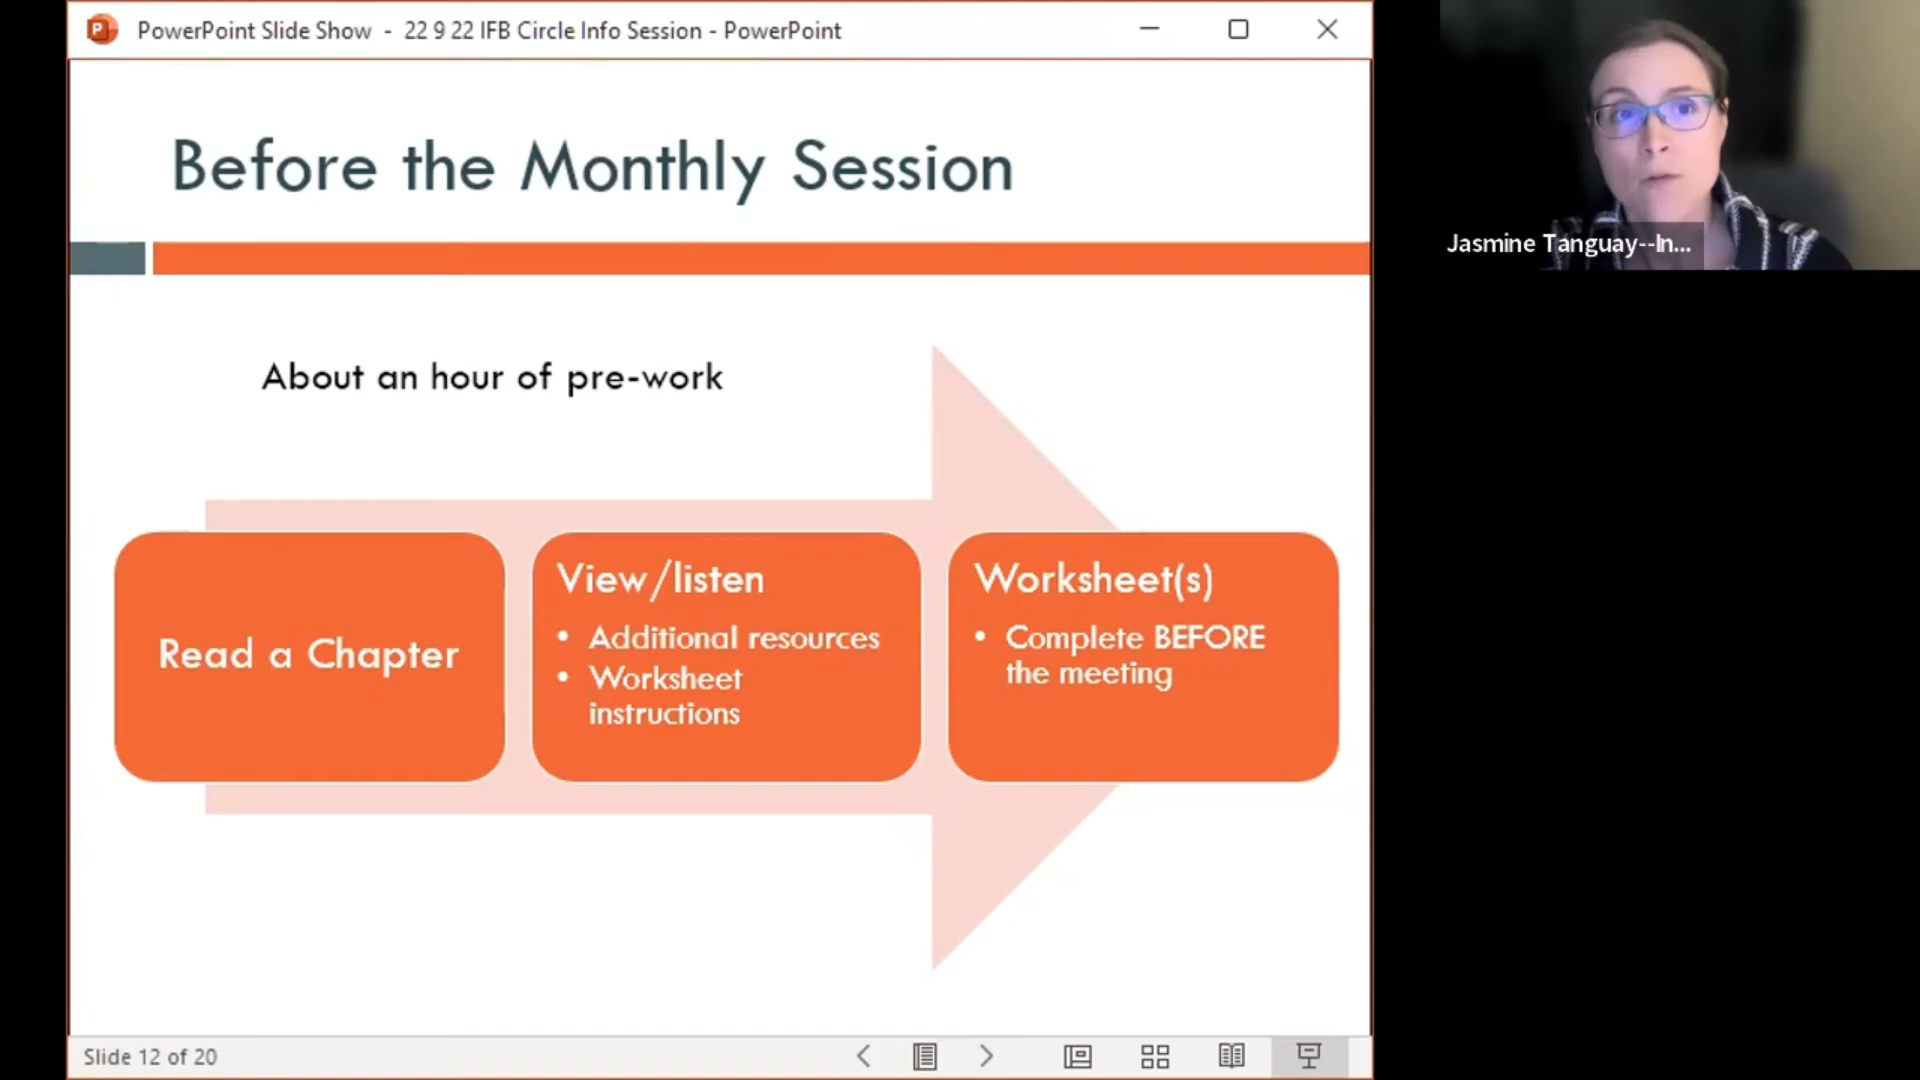 PowerPoint Slide Show - 22 9 22 IFB Circle Info Session - PowerPoint
Before the Monthly Session
About an hour of pre-work
Read a Chapter
View/listen
• Additional resources
• Worksheet
instructions
Worksheet(s)
• Complete BEFORE
the meeting
Jasmine Tanguay--In...
Slide 12 of 20